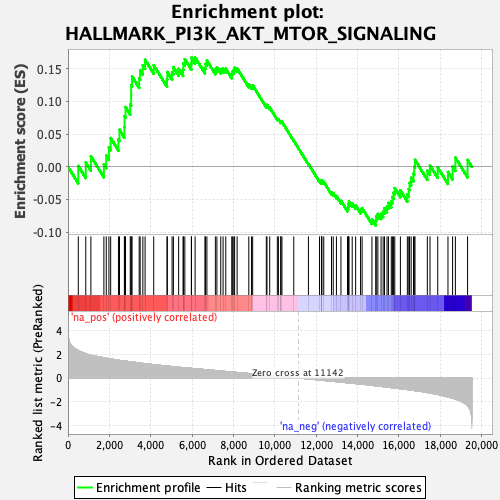 Enrichment plot:
HALLMARK_PI3K_AKT_MTOR_SIGNALING
Enrichment score (ES)
0.15
0.10
0.05
0.00
-0.05
-0.10
'na_pos' (positively correlated)
Ranked list metric (PreRanked)
4
2
0
-2
-4
Zero cross at 11142
'na_neg' (negatively correlated)
0
2,000
4,000
6,000
8,000
10,000
12,000
14,000
16,000
18,000
20,000
Rank in Ordered Dataset
Enrichment profile
Hits
Ranking metric scores